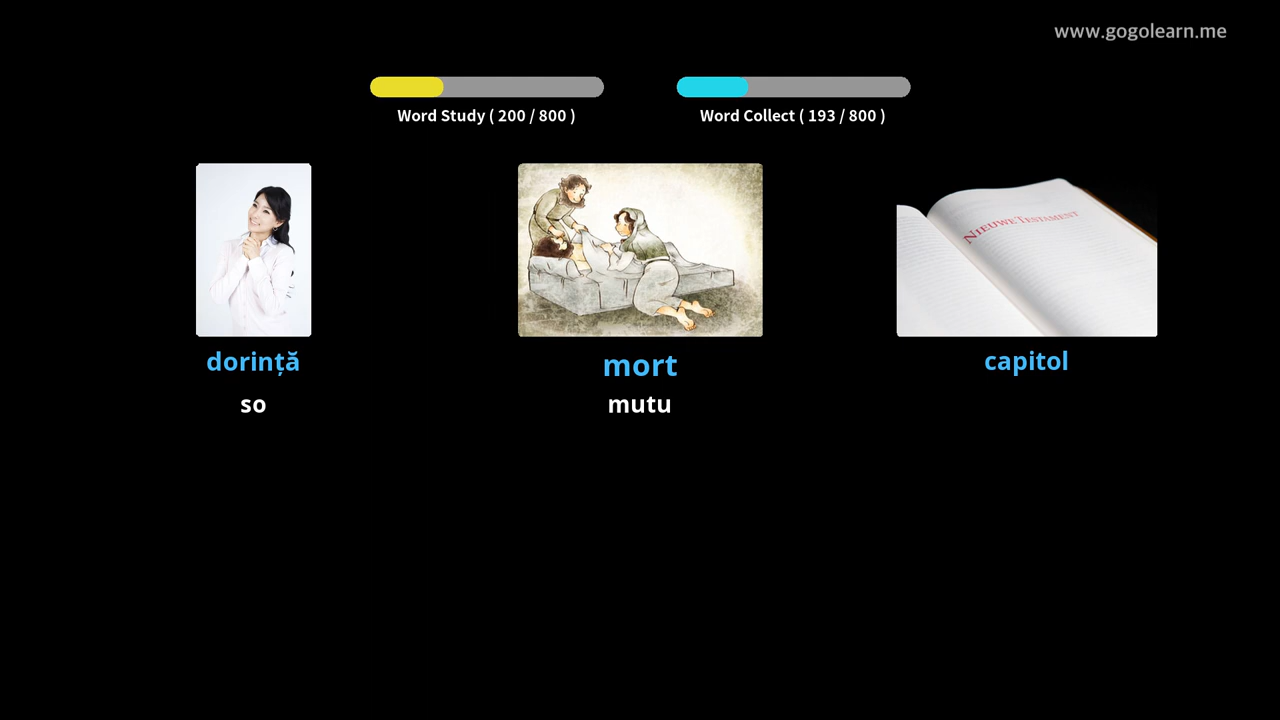 www.gogolearn.me
Word Study ( 200 / 800 )
Word Collect ( 193 / 800 )
NIEUWE TESTAMENT
dorință
mort
capitol
so
mutu